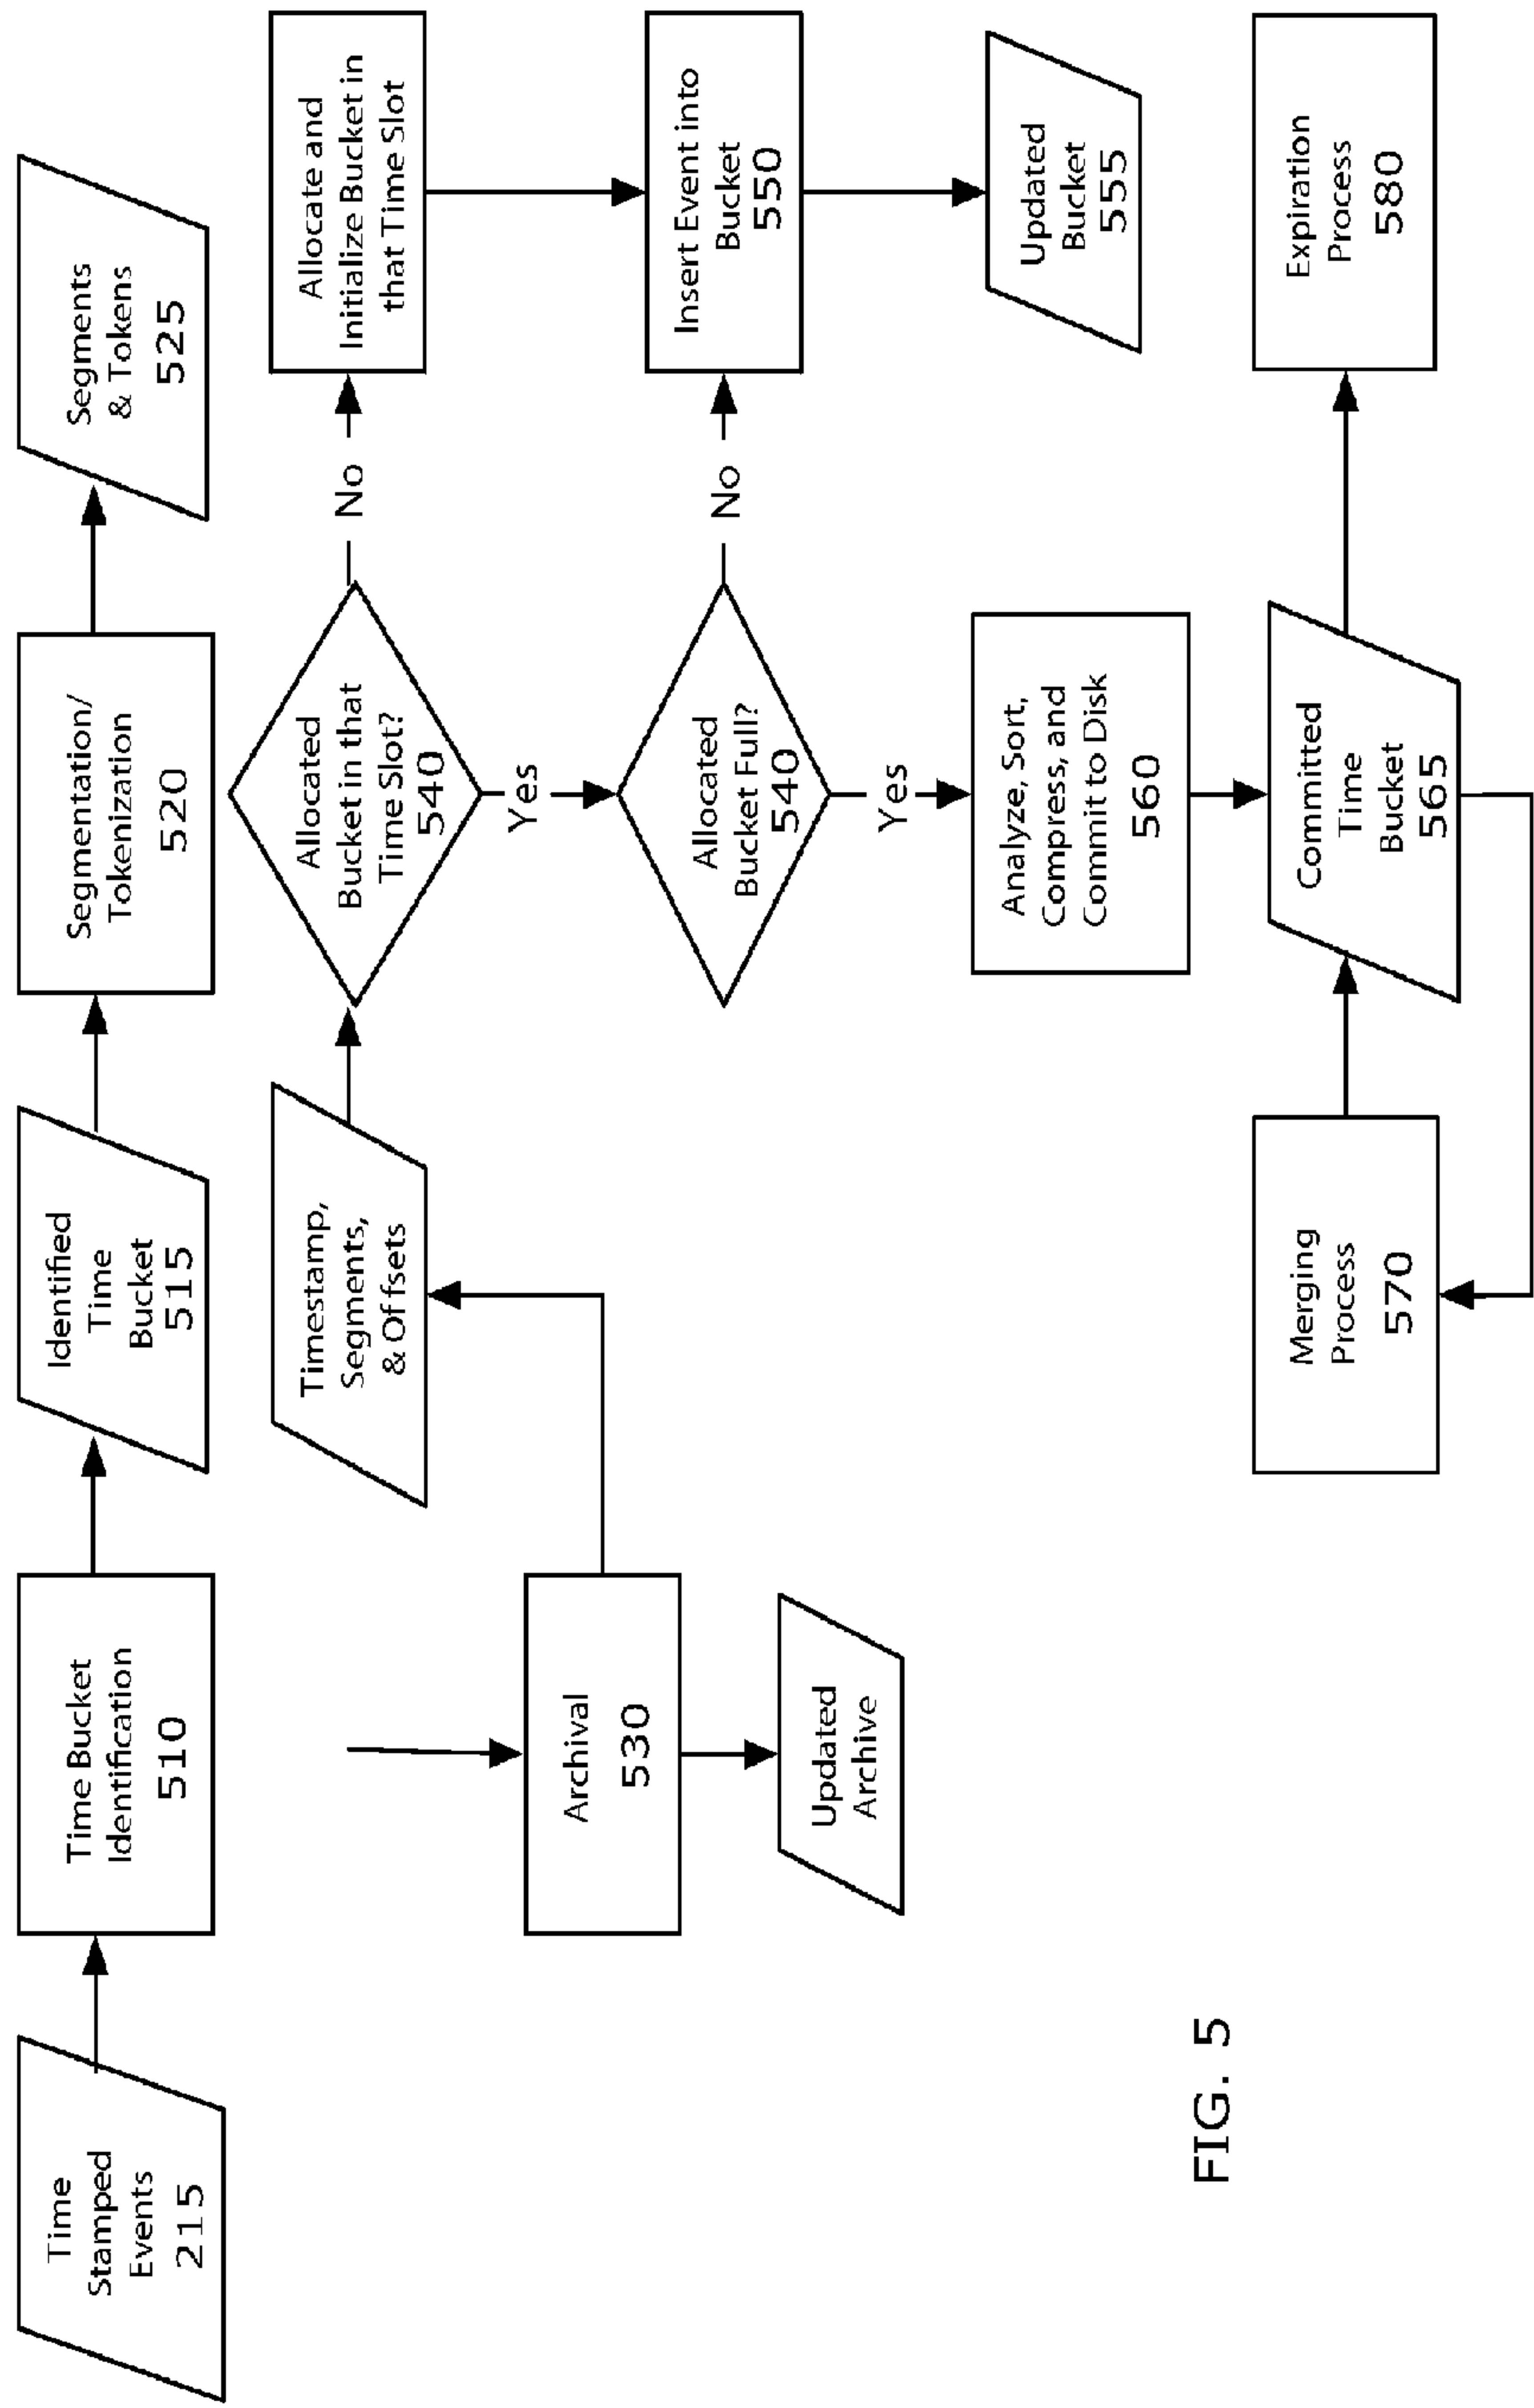 Time
Stamped
Events
215
Time Bucket
Identification
510
Identified
Time
Bucket
515
Segmentation/
Tokenization
520
Segments
& Tokens
525
Timestamp,
Segments,
& Offsets
Allocated
Bucket in that
Time Slot?
540
No
Allocate and
Initialize Bucket in
that Time Slot
Yes
Archival
530
Updated
Archive
Allocated
Bucket Full?
540
No
Insert Event into
Bucket
550
Yes
Analyze, Sort,
Compress, and
Commit to Disk
560
Updated
Bucket
555
Merging
Process
570
Committed
Time
Bucket
565
Expiration
Process
580
FIG. 5